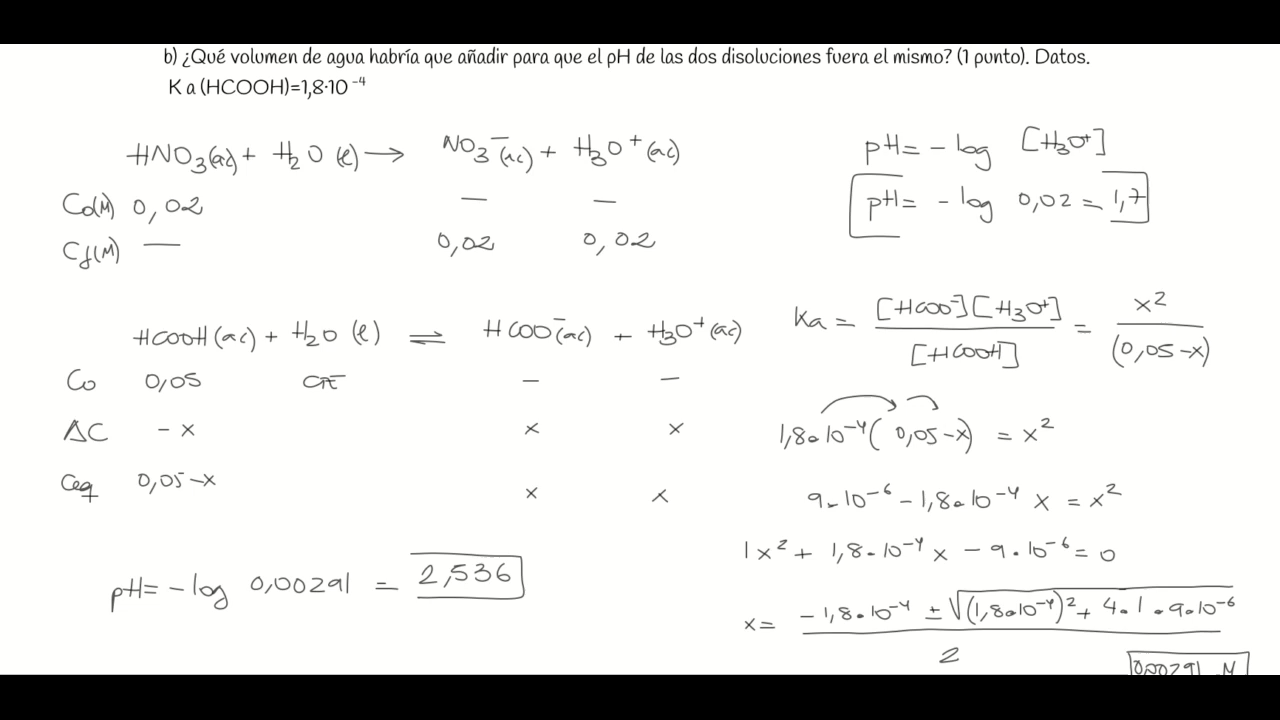 b) ¿Qué volumen de agua habría que añadir para que el pH de las dos disoluciones fuera el mismo? (1 punto). Datos.
K a (HCOOH)=1,8·10⁻⁴
HNO₃(ac) + H₂O (l) → NO₃⁻(ac) + H₃O⁺(ac)
Co(M) 0,02 — —
Cf(M) — 0,02 0,02
pH = - log [H₃O⁺]
pH = - log 0,02 = 1,7
HCOOH (ac) + H₂O (l) ⇌ HCOO⁻(ac) + H₃O⁺(ac)
Co 0,05 - -
ΔC - x x x
Ceq 0,05-x x x
pH = - log 0,00291 = 2,536
Ka = [HCOO⁻][H₃O⁺] / [HCOOH] = x² / (0,05-x)
1,8·10⁻⁴ (0,05-x) = x²
9·10⁻⁶ - 1,8·10⁻⁴ x = x²
1x² + 1,8·10⁻⁴ x - 9·10⁻⁶ = 0
x = -1,8·10⁻⁴ ± √(1,8·10⁻⁴)² + 4·1·9·10⁻⁶ / 2
0,00291 M